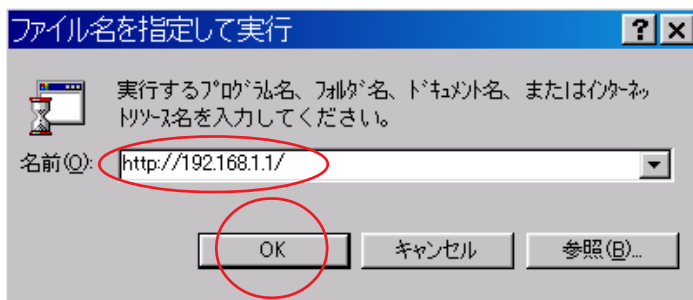 ファイル名を指定して実行
実行するﾌﾟﾛｸﾞﾗﾑ名、ﾌｫﾙﾀﾞ名、ﾄﾞｷｭﾒﾝﾄ名、またはｲﾝﾀｰﾈｯ
ﾄﾘｿｰｽ名を入力してください。
名前(O): http://192.168.1.1/
OK キャンセル 参照(B)...